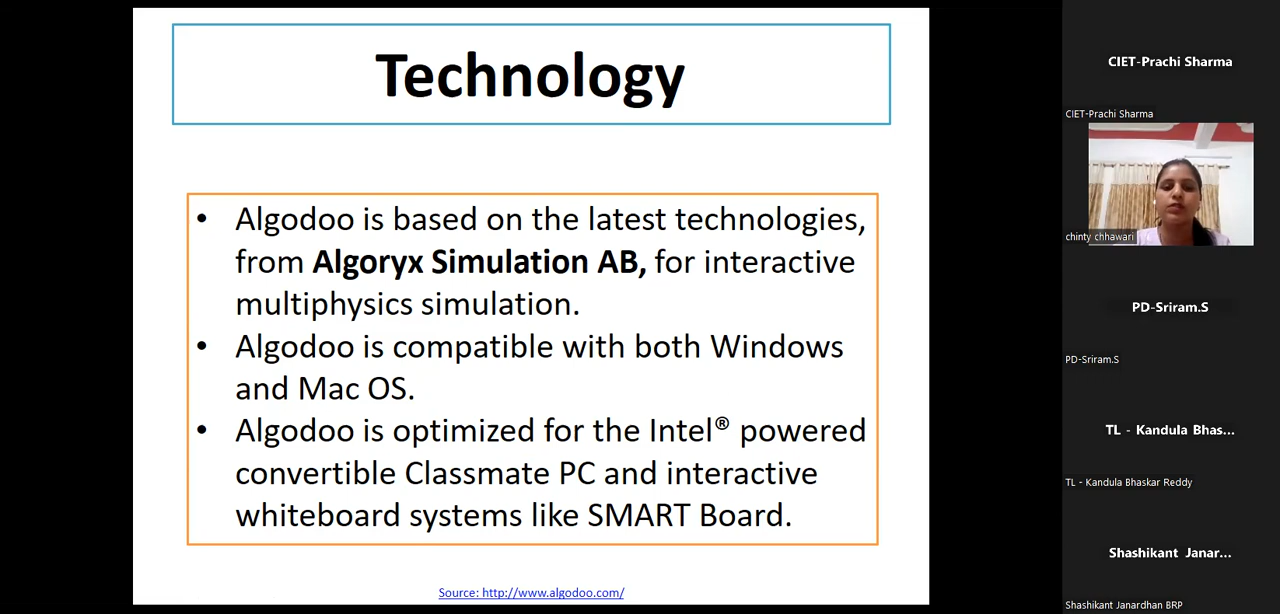 Technology
• Algodoo is based on the latest technologies,
from Algoryx Simulation AB, for interactive
multiphysics simulation.
• Algodoo is compatible with both Windows
and Mac OS.
• Algodoo is optimized for the Intel® powered
convertible Classmate PC and interactive
whiteboard systems like SMART Board.
Source: http://www.algodoo.com/
CIET-Prachi Sharma
CIET-Prachi Sharma
chinty chhawari
PD-Sriram.S
PD-Sriram.S
TL - Kandula Bhas...
TL - Kandula Bhaskar Reddy
Shashikant Janar...
Shashikant Janardhan BRP